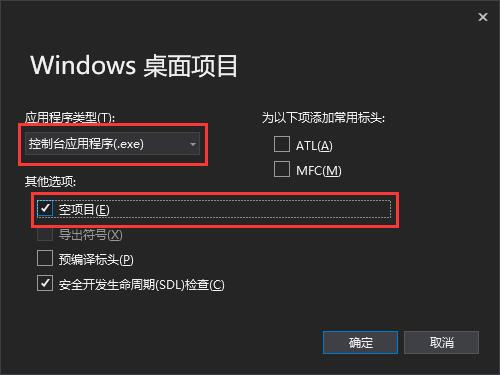 Windows 桌面项目
应用程序类型(T):
控制台应用程序(.exe)
其他选项:
空项目(E)
导出符号(X)
预编译标头(P)
安全开发生命周期(SDL)检查(C)
为以下项添加常用标头:
ATL(A)
MFC(M)
确定
取消